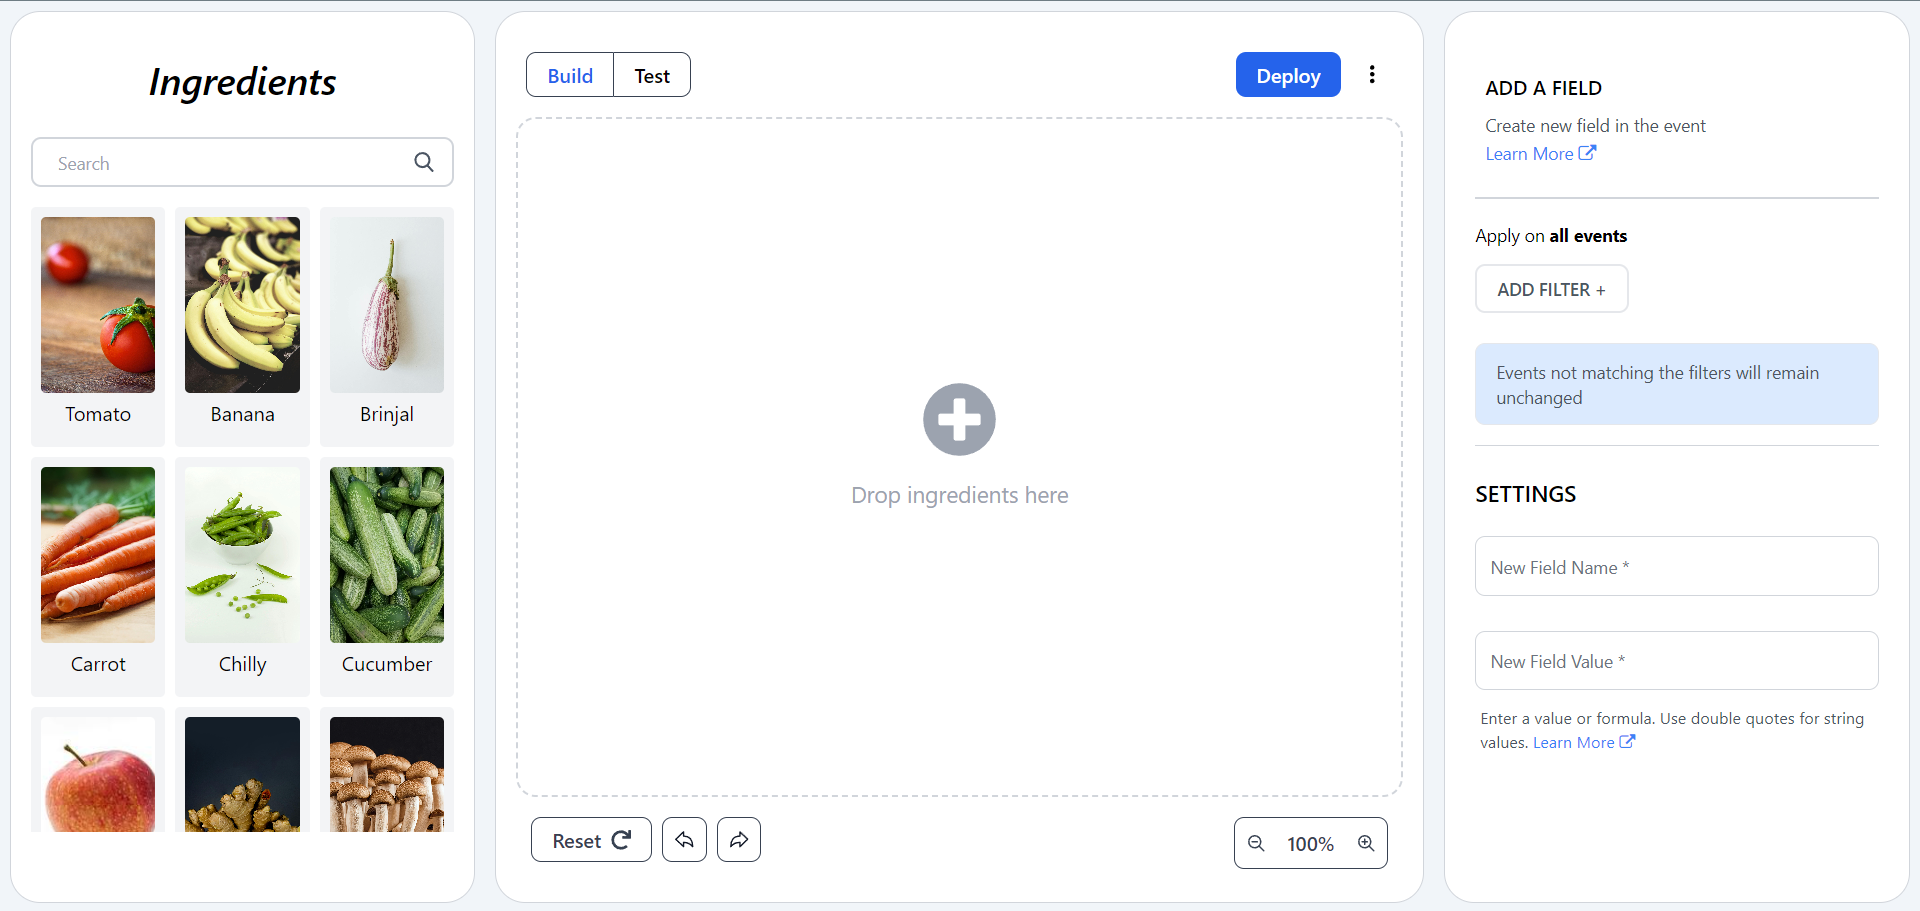 Ingredients
Search
Tomato
Banana
Brinjal
Carrot
Chilly
Cucumber
Build
Test
Deploy
Drop ingredients here
Reset
100%
ADD A FIELD
Create new field in the event
Learn More
Apply on all events
ADD FILTER +
Events not matching the filters will remain
unchanged
SETTINGS
New Field Name *
New Field Value *
Enter a value or formula. Use double quotes for string
values. Learn More